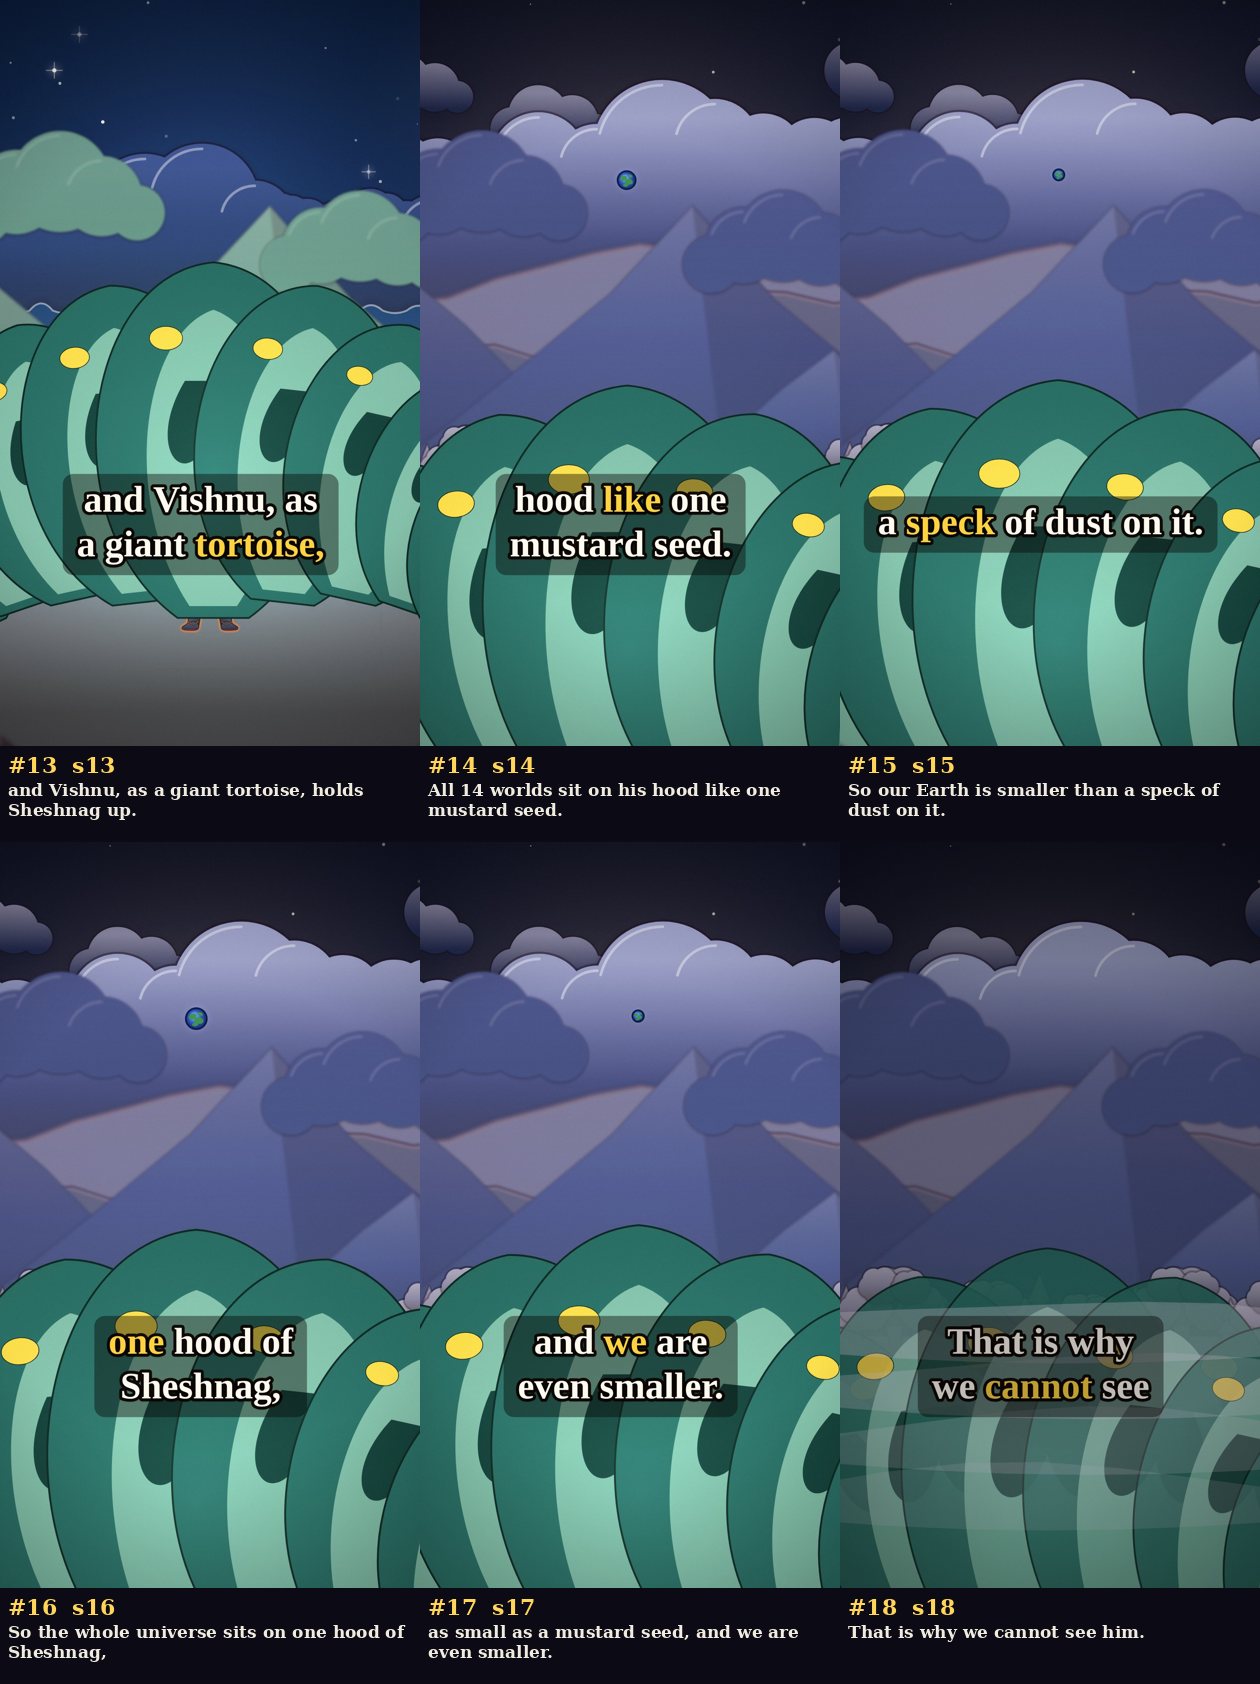 and Vishnu, as
a giant tortoise,
hood like one
mustard seed.
a speck of dust on it.
#13 s13
and Vishnu, as a giant tortoise, holds
Sheshnag up.
#14 s14
All 14 worlds sit on his hood like one
mustard seed.
#15 s15
So our Earth is smaller than a speck of
dust on it.
one hood of
Sheshnag,
and we are
even smaller.
That is why
we cannot see
#16 s16
So the whole universe sits on one hood of
Sheshnag,
#17 s17
as small as a mustard seed, and we are
even smaller.
#18 s18
That is why we cannot see him.